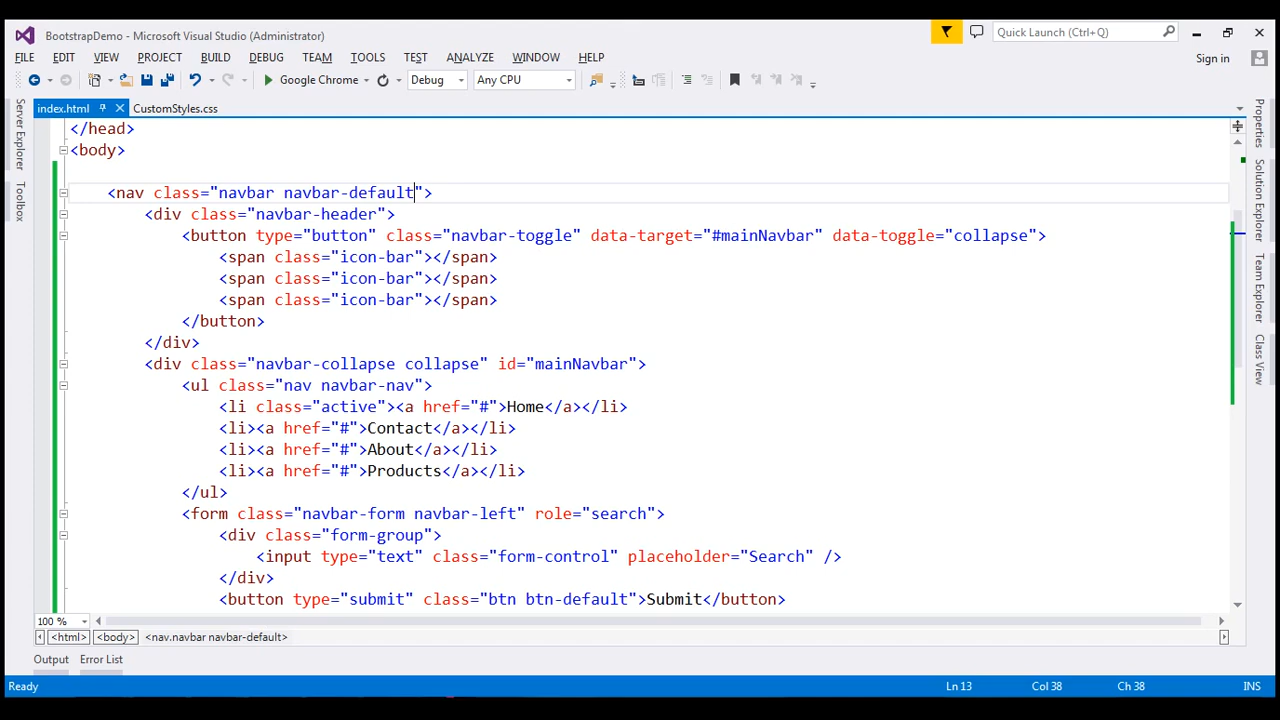 BootstrapDemo - Microsoft Visual Studio (Administrator)
Quick Launch (Ctrl+Q)
FILE EDIT VIEW PROJECT BUILD DEBUG TEAM TOOLS TEST ANALYZE WINDOW HELP
Sign in
Google Chrome Debug Any CPU
index.html CustomStyles.css
Server Explorer
Toolbox
</head>
<body>
<nav class="navbar navbar-default">
<div class="navbar-header">
<button type="button" class="navbar-toggle" data-target="#mainNavbar" data-toggle="collapse">
<span class="icon-bar"></span>
<span class="icon-bar"></span>
<span class="icon-bar"></span>
</button>
</div>
<div class="navbar-collapse collapse" id="mainNavbar">
<ul class="nav navbar-nav">
<li class="active"><a href="#">Home</a></li>
<li><a href="#">Contact</a></li>
<li><a href="#">About</a></li>
<li><a href="#">Products</a></li>
</ul>
<form class="navbar-form navbar-left" role="search">
<div class="form-group">
<input type="text" class="form-control" placeholder="Search" />
</div>
<button type="submit" class="btn btn-default">Submit</button>
Properties
Solution Explorer
Team Explorer
Class View
100 %
<html> <body> <nav.navbar navbar-default>
Output Error List
Ready Ln 13 Col 38 Ch 38 INS